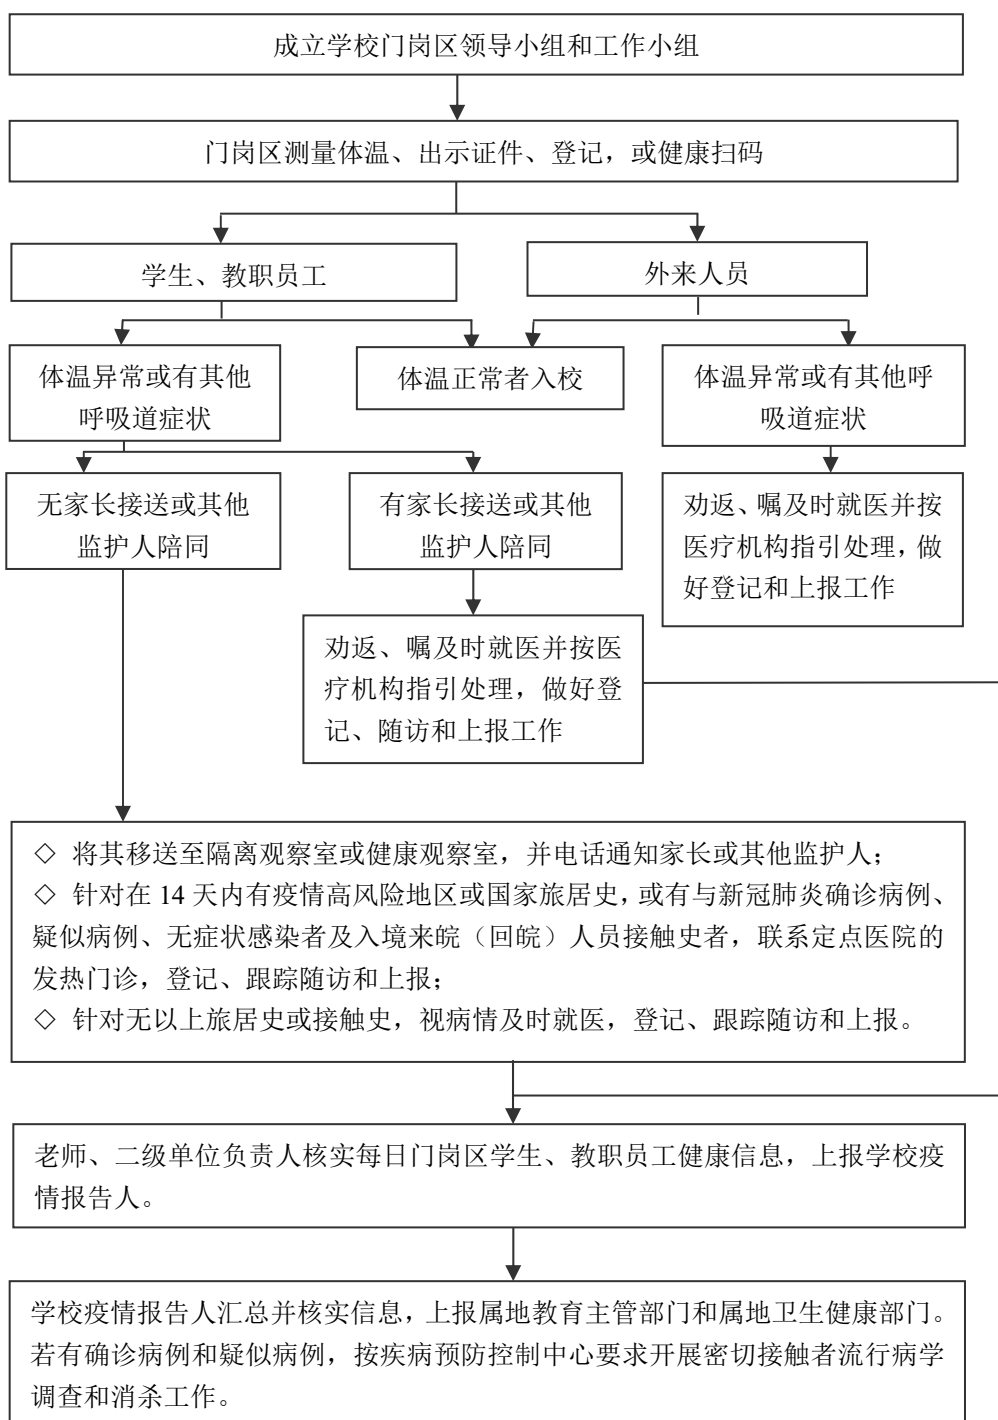 成立学校门岗区领导小组和工作小组
门岗区测量体温、出示证件、登记，或健康扫码
学生、教职员工
外来人员
体温异常或有其他
呼吸道症状
体温正常者入校
体温异常或有其他呼
吸道症状
无家长接送或其他
监护人陪同
有家长接送或其他
监护人陪同
劝返、嘱及时就医并按
医疗机构指引处理，做
好登记和上报工作
劝返、嘱及时就医并按医
疗机构指引处理，做好登
记、随访和上报工作
◇ 将其移送至隔离观察室或健康观察室，并电话通知家长或其他监护人；
◇ 针对在 14 天内有疫情高风险地区或国家旅居史，或有与新冠肺炎确诊病例、
疑似病例、无症状感染者及入境来皖（回皖）人员接触史者，联系定点医院的
发热门诊，登记、跟踪随访和上报；
◇ 针对无以上旅居史或接触史，视病情及时就医，登记、跟踪随访和上报。
老师、二级单位负责人核实每日门岗区学生、教职员工健康信息，上报学校疫
情报告人。
学校疫情报告人汇总并核实信息，上报属地教育主管部门和属地卫生健康部门。
若有确诊病例和疑似病例，按疾病预防控制中心要求开展密切接触者流行病学
调查和消杀工作。